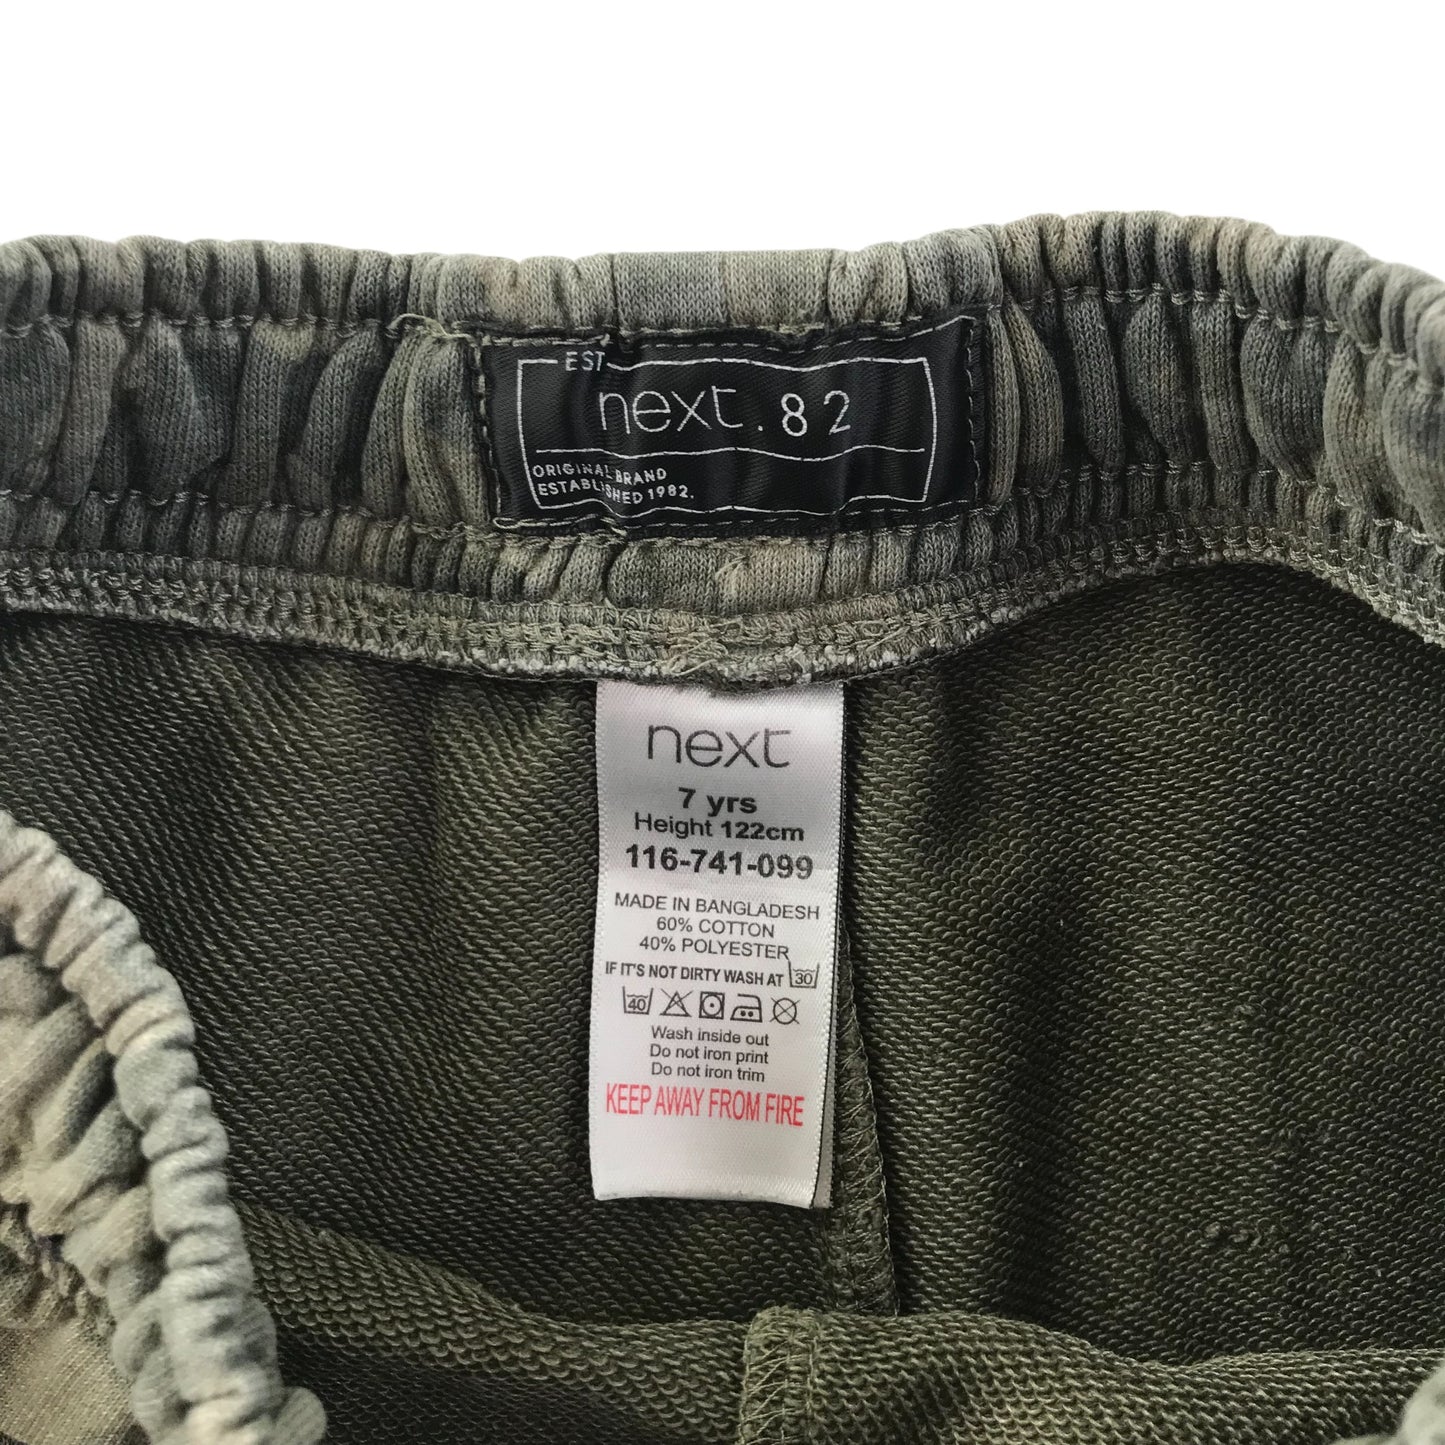 EST
next.82
ORIGINAL BRAND
ESTABLISHED 1982.
next
7 yrs
Height 122cm
116-741-099
MADE IN BANGLADESH
60% COTTON
40% POLYESTER
IF IT'S NOT DIRTY WASH AT 30
40
Wash inside out
Do not iron print
Do not iron trim
KEEP AWAY FROM FIRE